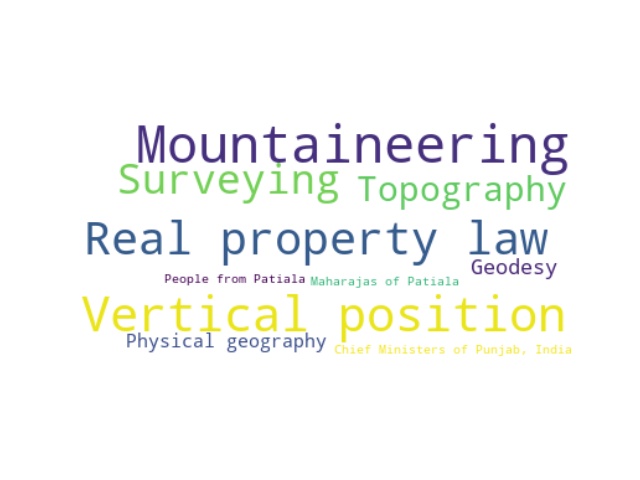 Mountaineering
Surveying
Topography
Real property law
Geodesy
People from Patiala
Maharajas of Patiala
Vertical position
Physical geography
Chief Ministers of Punjab, India